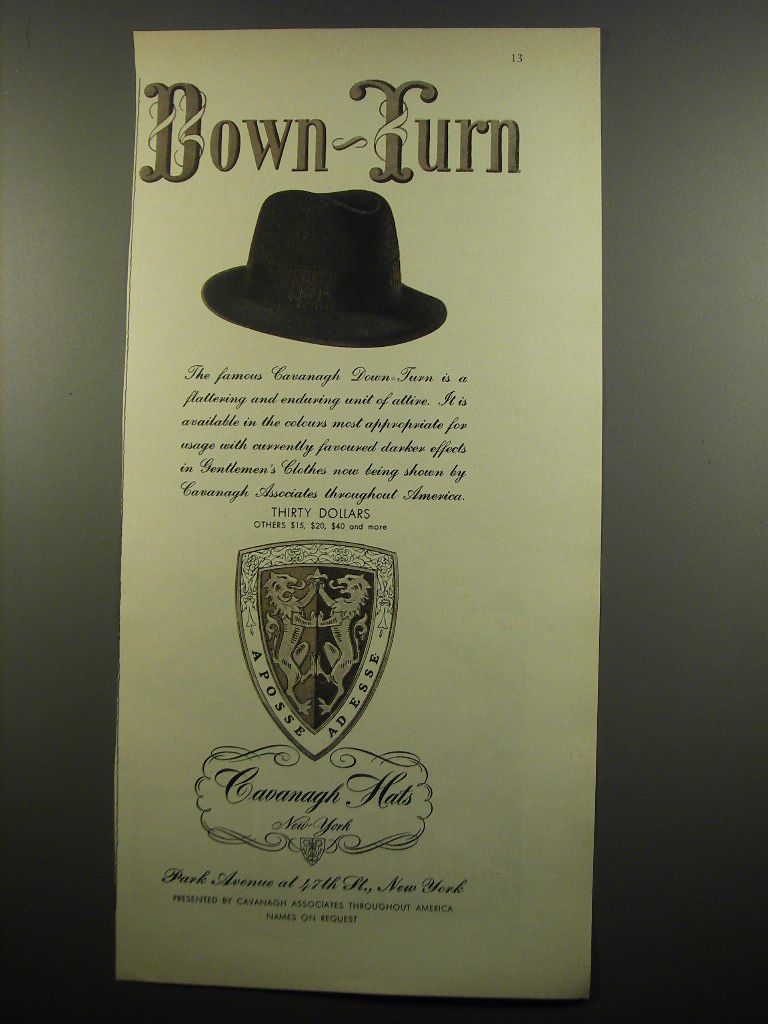 13
Down-Turn
The famous Cavanagh Down-Turn is a
flattering and enduring unit of attire. It is
available in the colours most appropriate for
usage with currently favoured darker effects
in Gentlemen's Clothes now being shown by
Cavanagh Associates throughout America.
THIRTY DOLLARS
OTHERS $15, $20, $40 and more
A POSSE AD ESSE
Cavanagh Hats
New York
Park Avenue at 47th St., New York
PRESENTED BY CAVANAGH ASSOCIATES THROUGHOUT AMERICA
NAMES ON REQUEST